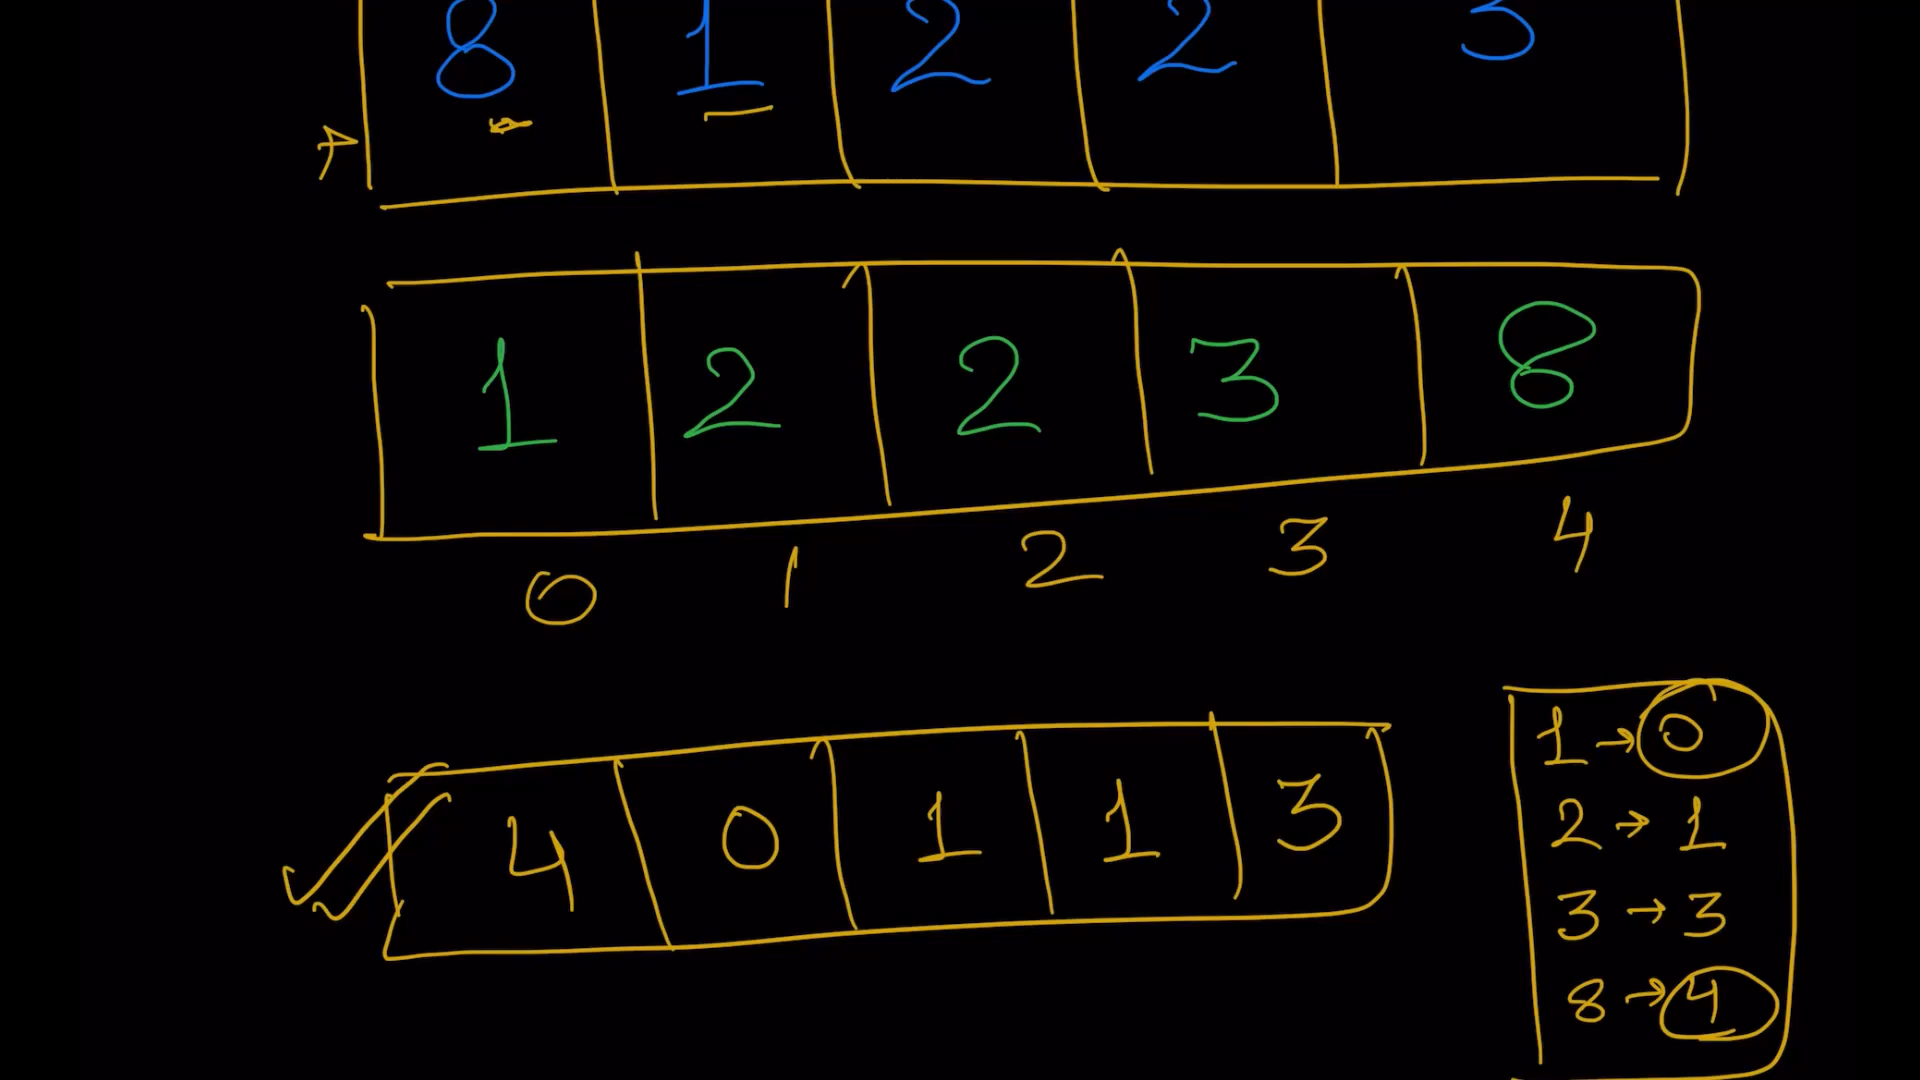 8 1 2 2 3
1 2 2 3 8
0 1 2 3 4
4 0 1 1 3
1 → 0
2 → 1
3 → 3
8 → 4